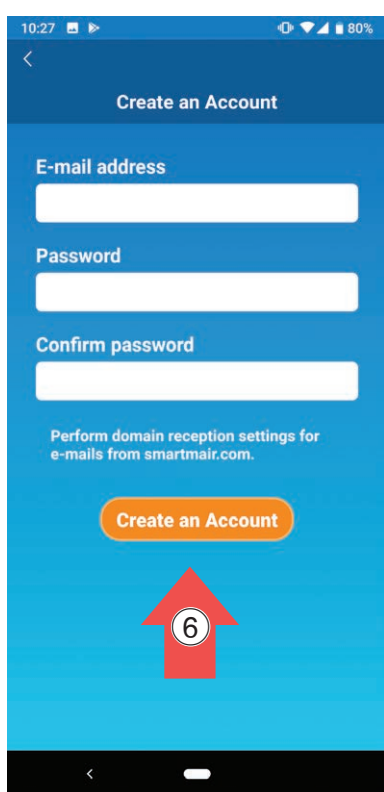 10:27 80%
Create an Account
E-mail address
Password
Confirm password
Perform domain reception settings for
e-mails from smartmair.com.
Create an Account
6